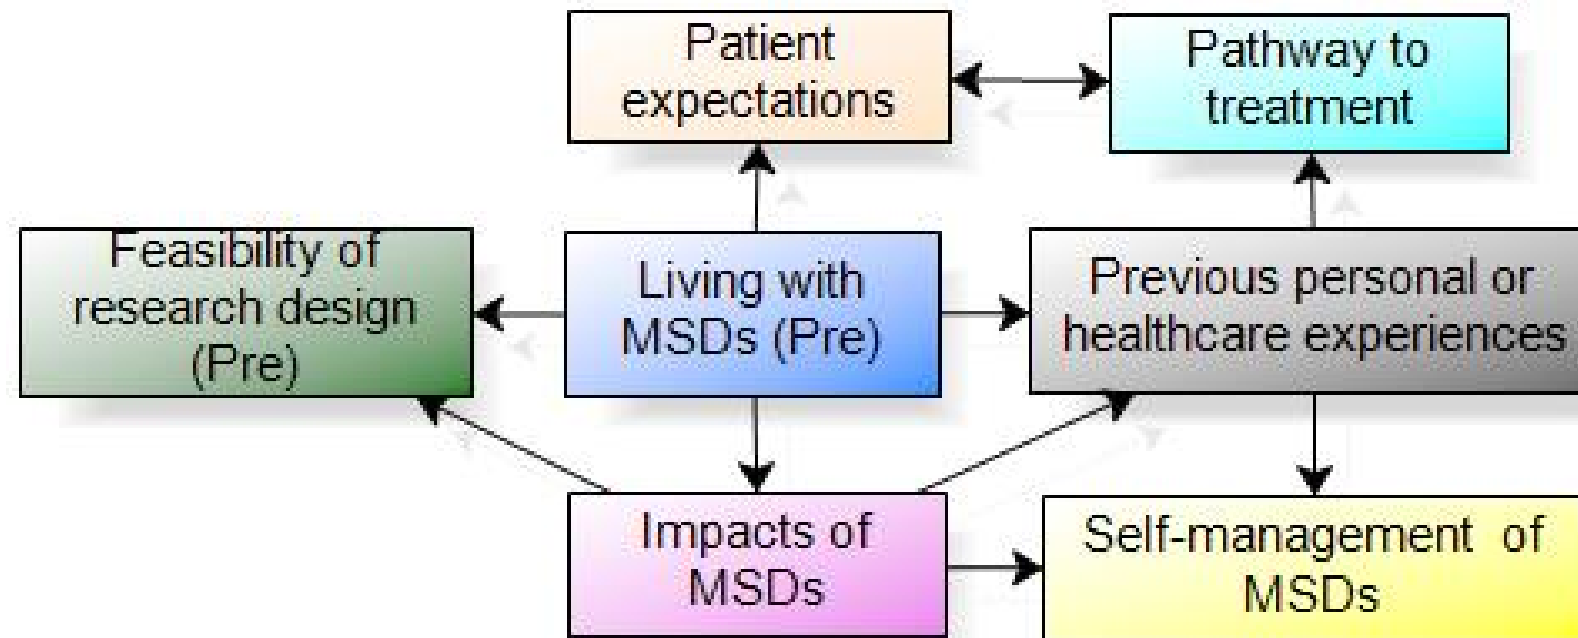 Patient
expectations
Pathway to
treatment
Feasibility of
research design
(Pre)
Living with
MSDs (Pre)
Previous personal or
healthcare experiences
Impacts of
MSDs
Self-management of
MSDs